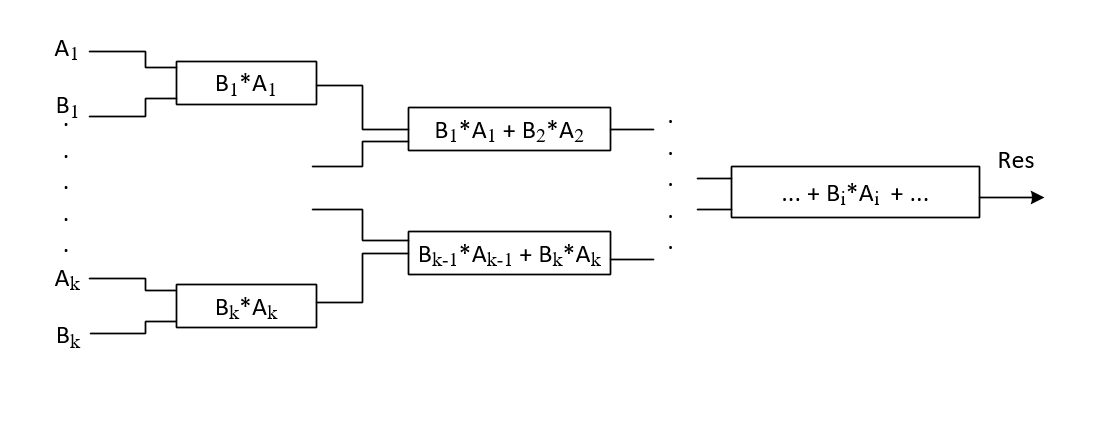 A₁
B₁*A₁
B₁
B₁*A₁ + B₂*A₂
Res
... + Bᵢ*Aᵢ + ...
Bₖ₋₁*Aₖ₋₁ + Bₖ*Aₖ
Aₖ
Bₖ*Aₖ
Bₖ